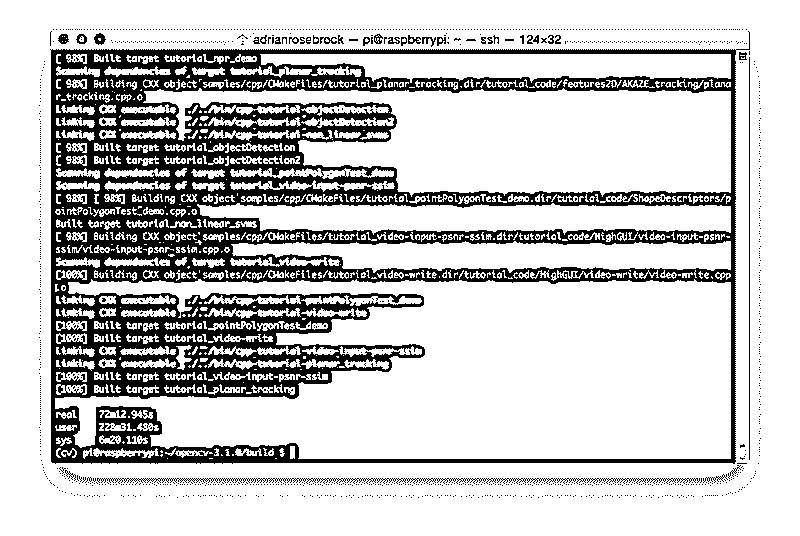 adrianrosebrock — pi@raspberrypi: ~ — ssh — 124×32
[ 98%] Built target tutorial_npr_demo
Scanning dependencies of target tutorial_planar_tracking
[ 98%] Building CXX object samples/cpp/CMakeFiles/tutorial_planar_tracking.dir/tutorial_code/features2D/AKAZE_tracking/plana
r_tracking.cpp.o
Linking CXX executable ../../bin/cpp-tutorial-objectDetection
Linking CXX executable ../../bin/cpp-tutorial-objectDetection2
Linking CXX executable ../../bin/cpp-tutorial-non_linear_svms
[ 98%] Built target tutorial_objectDetection
[ 98%] Built target tutorial_objectDetection2
Scanning dependencies of target tutorial_pointPolygonTest_demo
Scanning dependencies of target tutorial_video-input-psnr-ssim
[ 98%] [ 98%] Building CXX object samples/cpp/CMakeFiles/tutorial_pointPolygonTest_demo.dir/tutorial_code/ShapeDescriptors/p
ointPolygonTest_demo.cpp.o
Built target tutorial_non_linear_svms
[ 98%] Building CXX object samples/cpp/CMakeFiles/tutorial_video-input-psnr-ssim.dir/tutorial_code/HighGUI/video-input-psnr-
ssim/video-input-psnr-ssim.cpp.o
Scanning dependencies of target tutorial_video-write
[100%] Building CXX object samples/cpp/CMakeFiles/tutorial_video-write.dir/tutorial_code/HighGUI/video-write/video-write.cpp
.o
Linking CXX executable ../../bin/cpp-tutorial-pointPolygonTest_demo
Linking CXX executable ../../bin/cpp-tutorial-video-write
[100%] Built target tutorial_pointPolygonTest_demo
[100%] Built target tutorial_video-write
Linking CXX executable ../../bin/cpp-tutorial-video-input-psnr-ssim
Linking CXX executable ../../bin/cpp-tutorial-planar_tracking
[100%] Built target tutorial_video-input-psnr-ssim
[100%] Built target tutorial_planar_tracking
real 72m12.945s
user 228m31.480s
sys 6m20.110s
(cv) pi@raspberrypi:~/opencv-3.1.0/build $